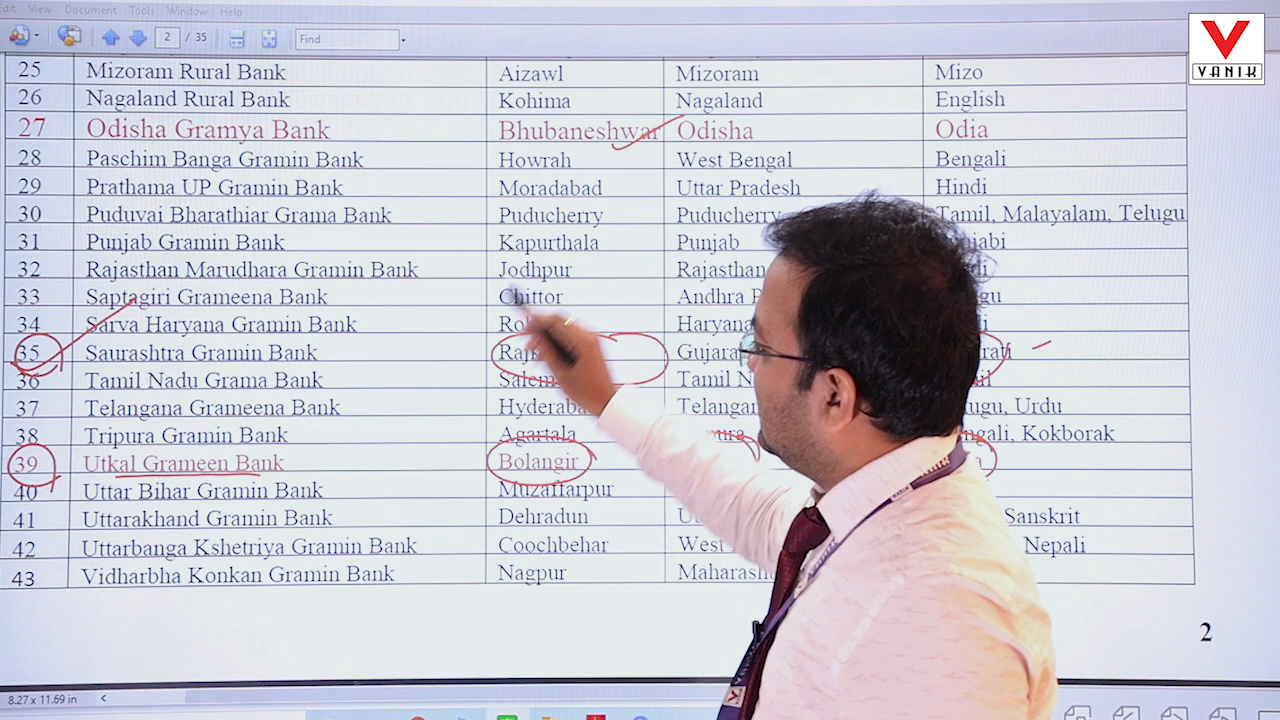 Edit View Document Tools Window Help
2 / 35 Find
VANIK
25 Mizoram Rural Bank Aizawl Mizoram Mizo
26 Nagaland Rural Bank Kohima Nagaland English
27 Odisha Gramya Bank Bhubaneshwar Odisha Odia
28 Paschim Banga Gramin Bank Howrah West Bengal Bengali
29 Prathama UP Gramin Bank Moradabad Uttar Pradesh Hindi
30 Puduvai Bharathiar Grama Bank Puducherry Puducherry Tamil, Malayalam, Telugu
31 Punjab Gramin Bank Kapurthala Punjab
32 Rajasthan Marudhara Gramin Bank Jodhpur Rajasthan
33 Saptagiri Grameena Bank Chittor Andhra
34 Sarva Haryana Gramin Bank Haryana
35 Saurashtra Gramin Bank
36 Tamil Nadu Grama Bank Salem Tamil
37 Telangana Grameena Bank Urdu
38 Tripura Gramin Bank Agartala Kokborak
39 Utkal Grameen Bank Bolangir
40 Uttar Bihar Gramin Bank Muzaffarpur
41 Uttarakhand Gramin Bank Dehradun Sanskrit
42 Uttarbanga Kshetriya Gramin Bank Coochbehar West Nepali
43 Vidharbha Konkan Gramin Bank Nagpur
2
8.27 x 11.69 in